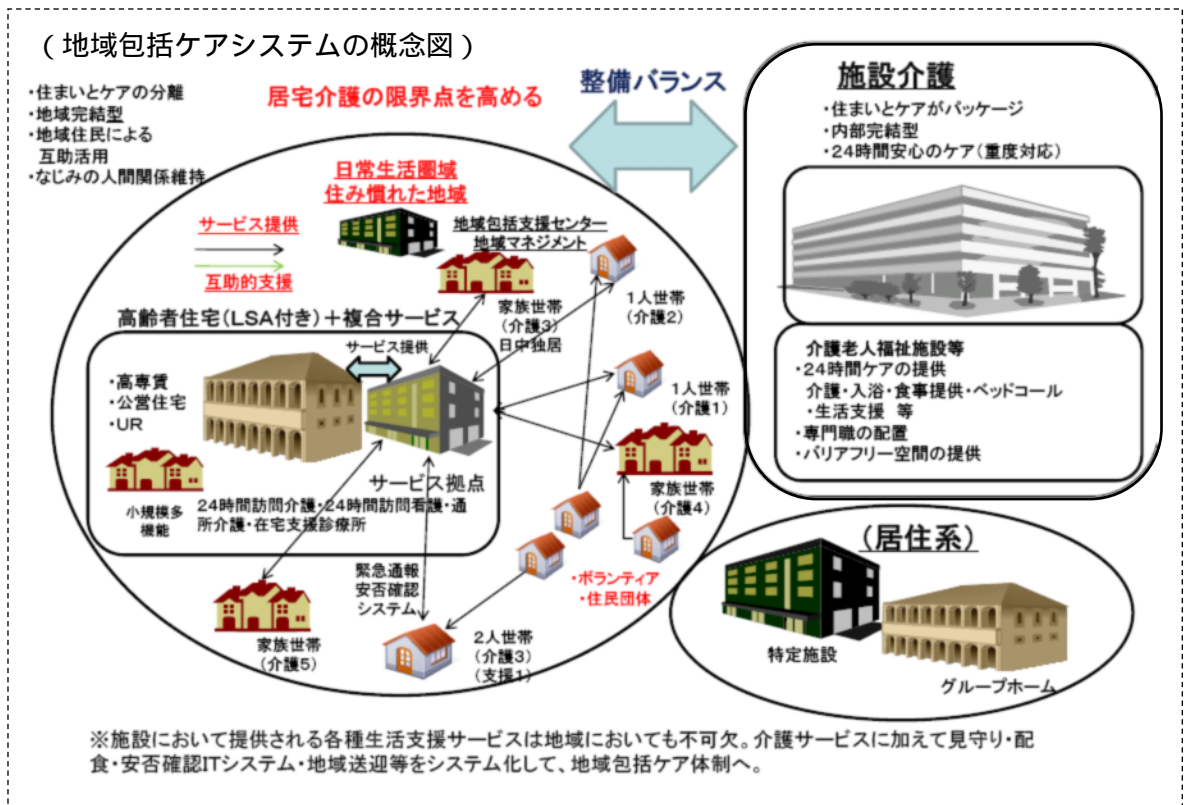 （地域包括ケアシステムの概念図）
・住まいとケアの分離
・地域完結型
・地域住民による
互助活用
・なじみの人間関係維持
居宅介護の限界点を高める
整備バランス
日常生活圏域
住み慣れた地域
サービス提供
互助的支援
地域包括支援センター
地域マネジメント
家族世帯
（介護3）
日中独居
1人世帯
（介護2）
1人世帯
（介護1）
家族世帯
（介護4）
・ボランティア
・住民団体
高齢者住宅（LSA付き）＋複合サービス
サービス提供
・高専賃
・公営住宅
・UR
サービス拠点
小規模多
機能
24時間訪問介護・24時間訪問看護・通
所介護・在宅支援診療所
緊急通報
安否確認
システム
家族世帯
（介護5）
2人世帯
（介護3）
（支援1）
施設介護
・住まいとケアがパッケージ
・内部完結型
・24時間安心のケア（重度対応）
介護老人福祉施設等
・24時間ケアの提供
介護・入浴・食事提供・ベッドコール
・生活支援 等
・専門職の配置
・バリアフリー空間の提供
（居住系）
特定施設
グループホーム
※施設において提供される各種生活支援サービスは地域においても不可欠。介護サービスに加えて見守り・配
食・安否確認ITシステム・地域送迎等をシステム化して、地域包括ケア体制へ。